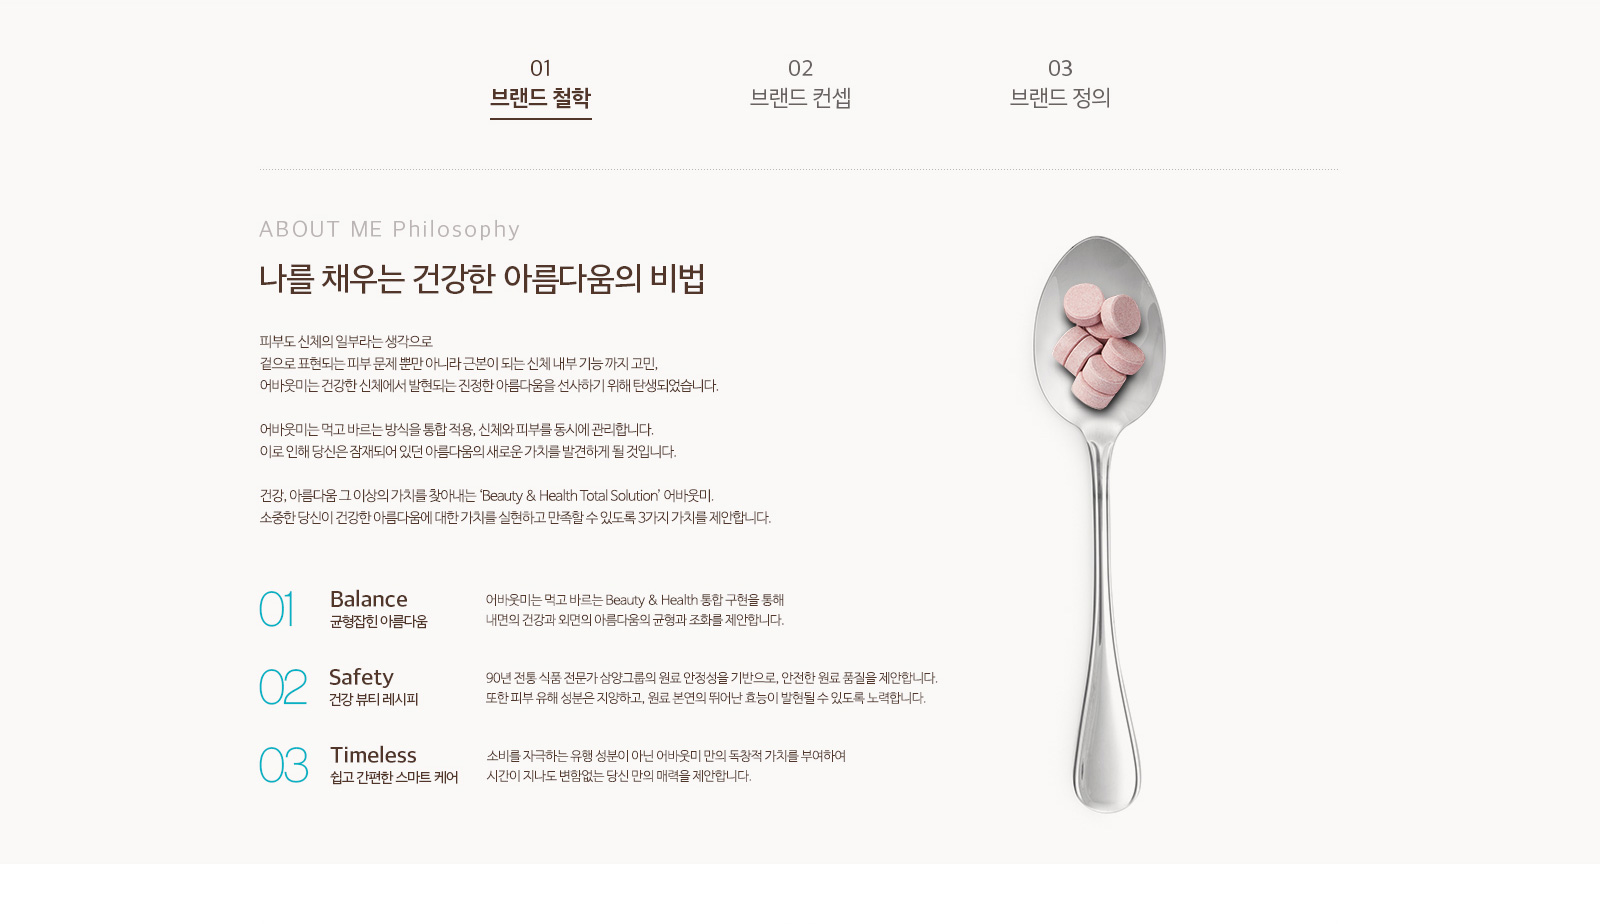 01
브랜드 철학
02
브랜드 컨셉
03
브랜드 정의
ABOUT ME Philosophy
나를 채우는 건강한 아름다움의 비법
피부도 신체의 일부라는 생각으로
겉으로 표현되는 피부 문제 뿐만 아니라 근본이 되는 신체 내부 기능 까지 고민,
어바웃미는 건강한 신체에서 발현되는 진정한 아름다움을 선사하기 위해 탄생되었습니다.
어바웃미는 먹고 바르는 방식을 통합 적용, 신체와 피부를 동시에 관리합니다.
이로 인해 당신은 잠재되어 있던 아름다움의 새로운 가치를 발견하게 될 것입니다.
건강, 아름다움 그 이상의 가치를 찾아내는 ‘Beauty & Health Total Solution’ 어바웃미.
소중한 당신이 건강한 아름다움에 대한 가치를 실현하고 만족할 수 있도록 3가지 가치를 제안합니다.
01
Balance
균형잡힌 아름다움
어바웃미는 먹고 바르는 Beauty & Health 통합 구현을 통해
내면의 건강과 외면의 아름다움의 균형과 조화를 제안합니다.
02
Safety
건강 뷰티 레시피
90년 전통 식품 전문가 삼양그룹의 원료 안정성을 기반으로, 안전한 원료 품질을 제안합니다.
또한 피부 유해 성분은 지양하고, 원료 본연의 뛰어난 효능이 발현될 수 있도록 노력합니다.
03
Timeless
쉽고 간편한 스마트 케어
소비를 자극하는 유행 성분이 아닌 어바웃미 만의 독창적 가치를 부여하여
시간이 지나도 변함없는 당신 만의 매력을 제안합니다.